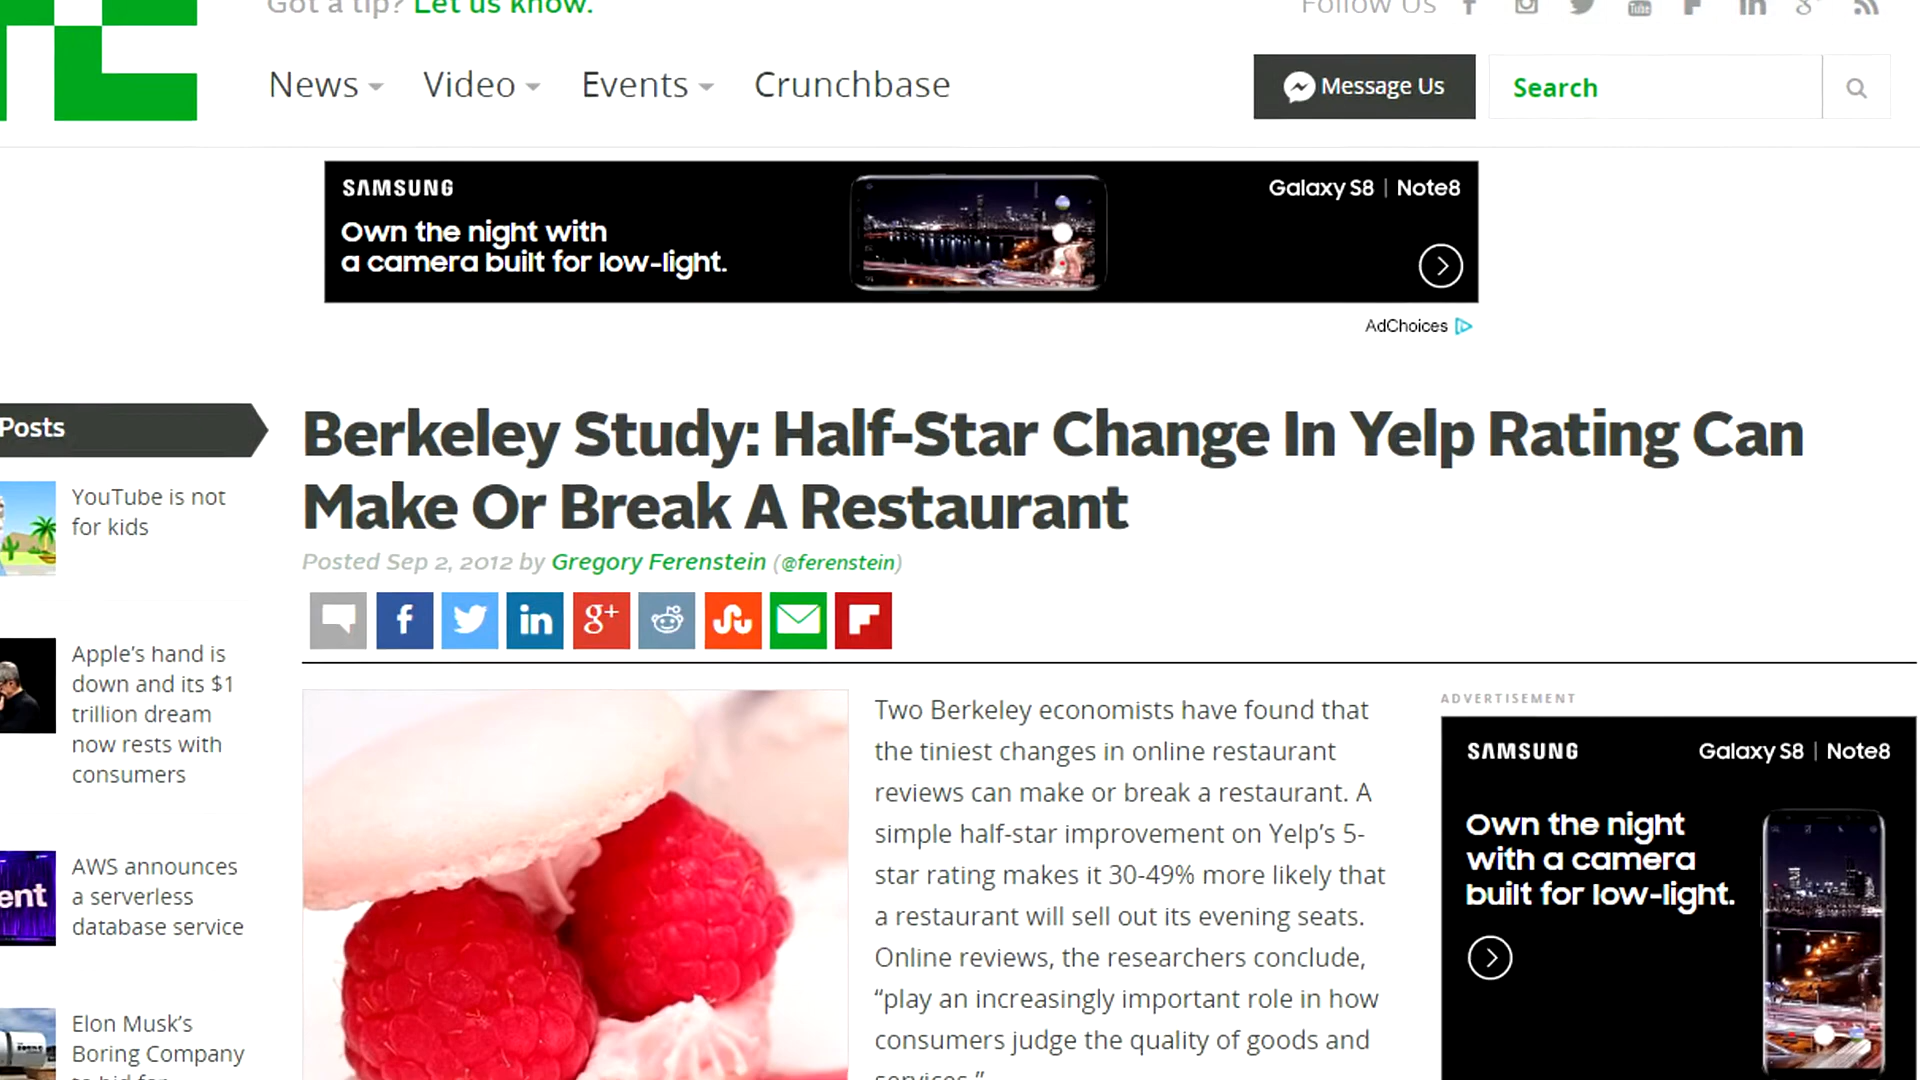 Got a tip? Let us know.
Follow Us
News
Video
Events
Crunchbase
Message Us
Search
SAMSUNG
Galaxy S8 | Note8
Own the night with
a camera built for low-light.
AdChoices
Posts
Berkeley Study: Half-Star Change In Yelp Rating Can
Make Or Break A Restaurant
Posted Sep 2, 2012 by Gregory Ferenstein (@ferenstein)
YouTube is not
for kids
Apple's hand is
down and its $1
trillion dream
now rests with
consumers
ent
AWS announces
a serverless
database service
Elon Musk's
Boring Company
to bid for
Two Berkeley economists have found that
the tiniest changes in online restaurant
reviews can make or break a restaurant. A
simple half-star improvement on Yelp's 5-
star rating makes it 30-49% more likely that
a restaurant will sell out its evening seats.
Online reviews, the researchers conclude,
“play an increasingly important role in how
consumers judge the quality of goods and
services.”
ADVERTISEMENT
SAMSUNG
Galaxy S8 | Note8
Own the night
with a camera
built for low-light.